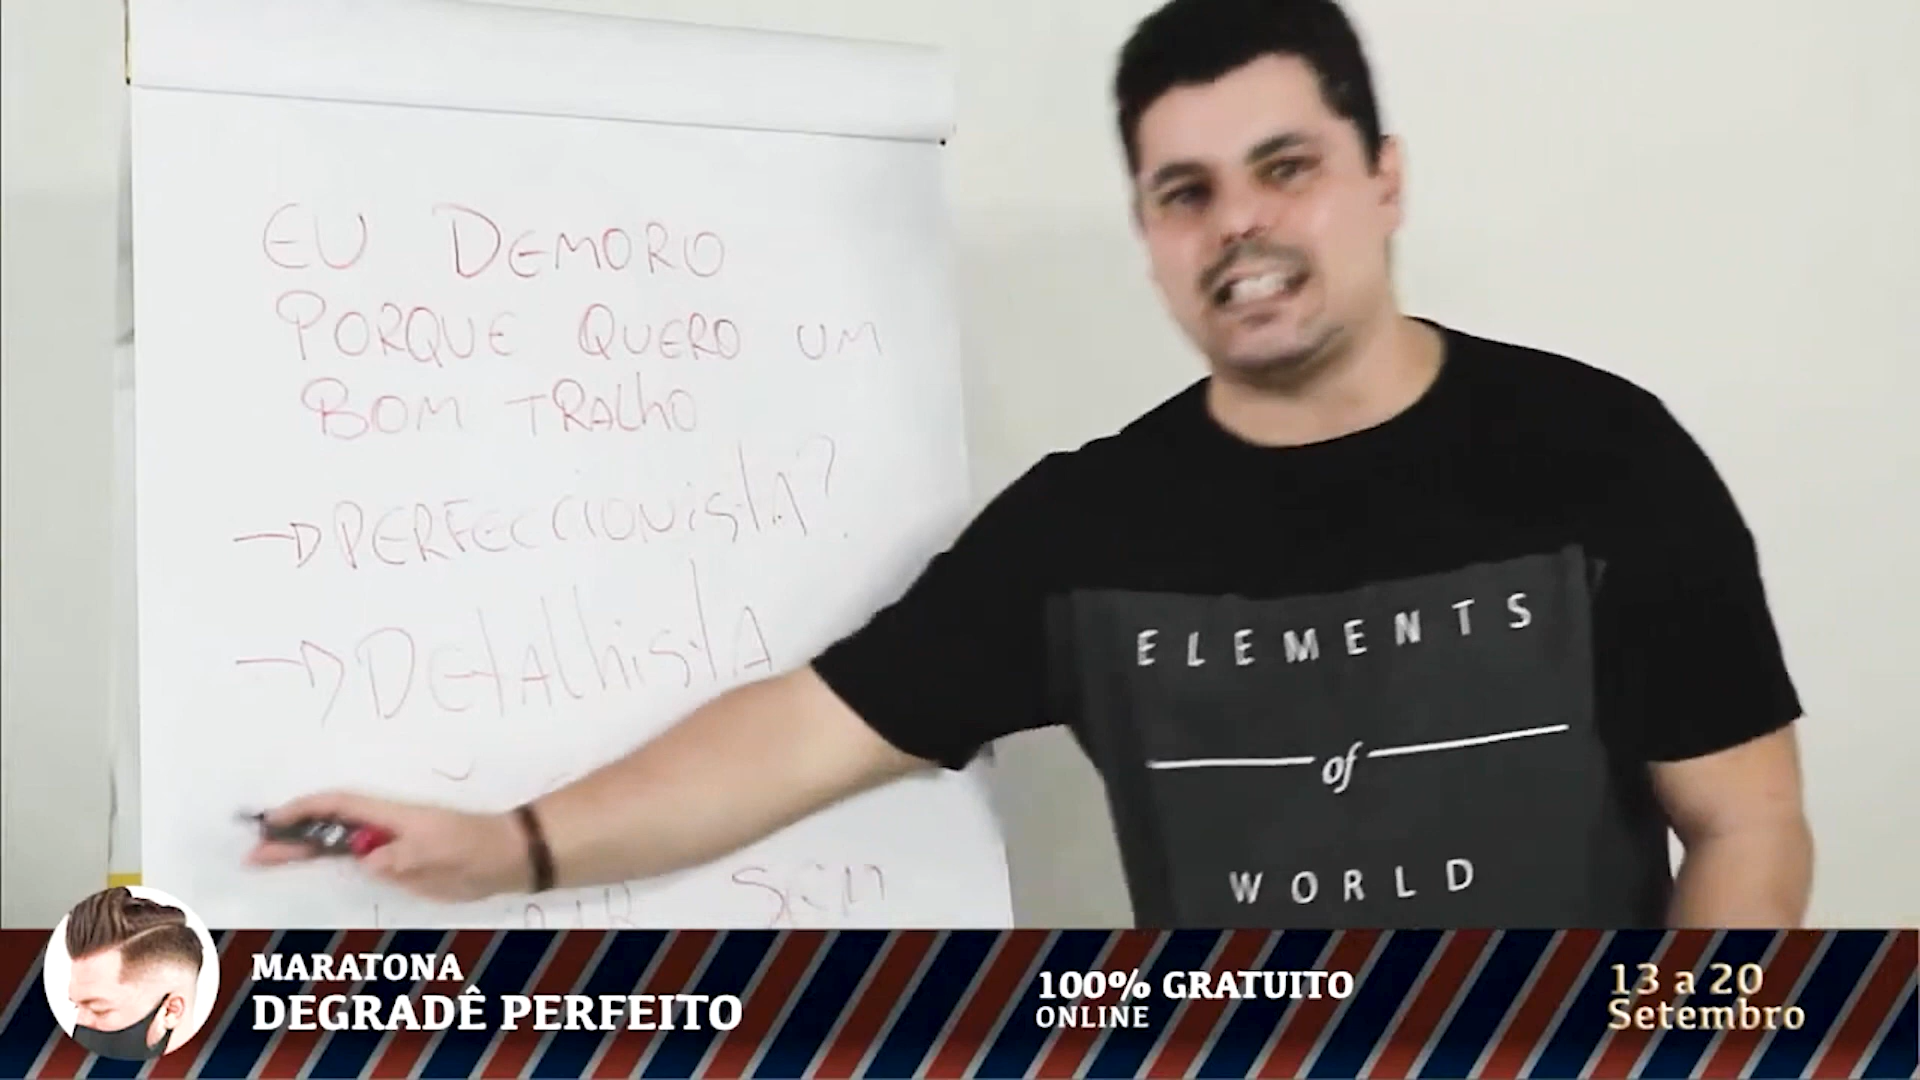 EU DEMORO
PORQUE QUERO UM
BOM TRALHO
→ PERFECCIONISTA?
→ DETALHISTA
SEM
ELEMENTS
of
WORLD
MARATONA
DEGRADÊ PERFEITO
100% GRATUITO
ONLINE
13 a 20
Setembro